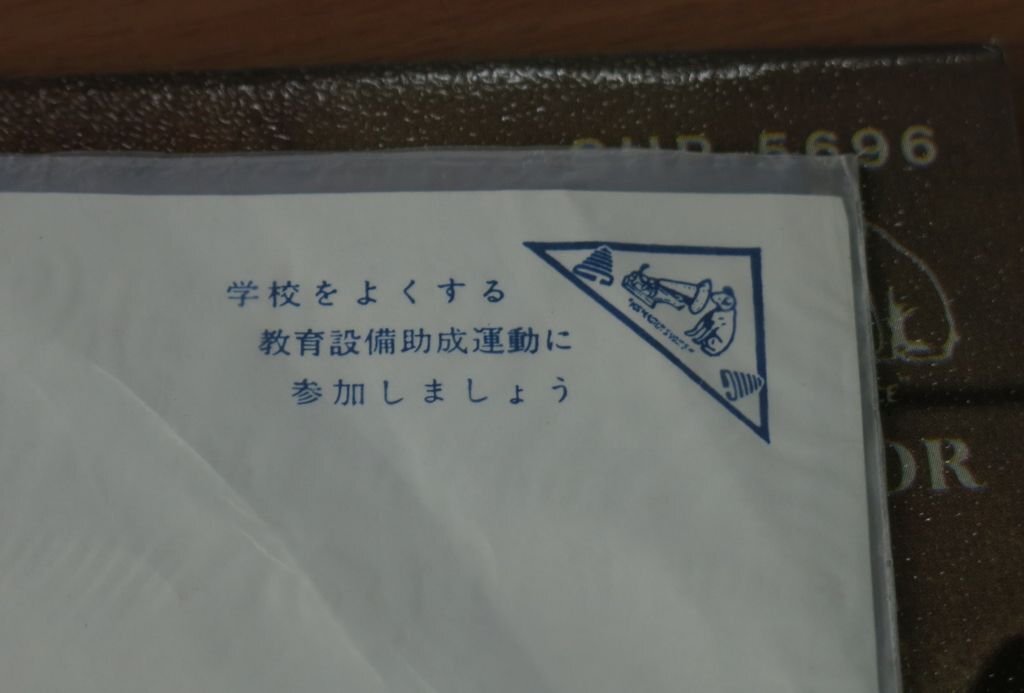 5696
学校をよくする
教育設備助成運動に
参加しましょう
OR